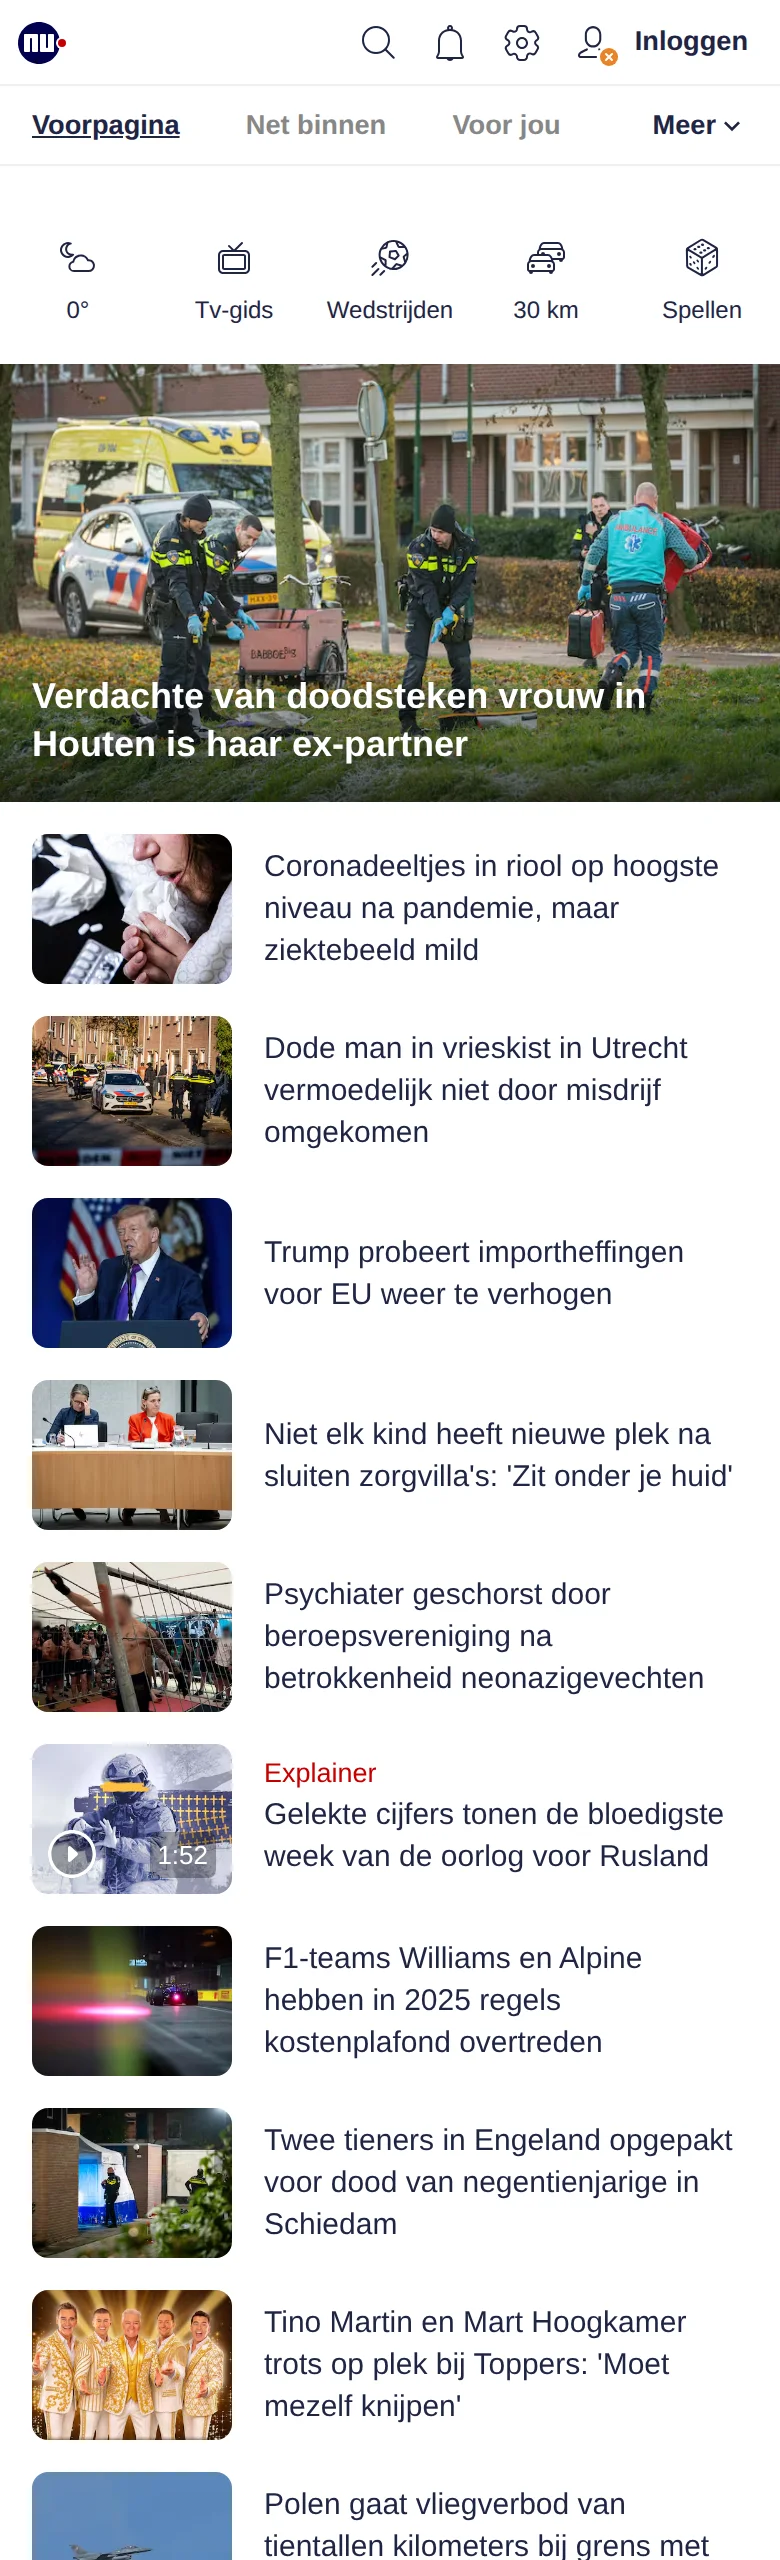 nu
Inloggen
Voorpagina Net binnen Voor jou Meer
0° Tv-gids Wedstrijden 30 km Spellen
AMBULANCE
BABBOE
Verdachte van doodsteken vrouw in
Houten is haar ex-partner
Coronadeeltjes in riool op hoogste
niveau na pandemie, maar
ziektebeeld mild
Dode man in vrieskist in Utrecht
vermoedelijk niet door misdrijf
omgekomen
Trump probeert importheffingen
voor EU weer te verhogen
Niet elk kind heeft nieuwe plek na
sluiten zorgvilla's: 'Zit onder je huid'
Psychiater geschorst door
beroepsvereniging na
betrokkenheid neonazigevechten
Explainer
Gelekte cijfers tonen de bloedigste
week van de oorlog voor Rusland
1:52
F1-teams Williams en Alpine
hebben in 2025 regels
kostenplafond overtreden
Twee tieners in Engeland opgepakt
voor dood van negentienjarige in
Schiedam
Tino Martin en Mart Hoogkamer
trots op plek bij Toppers: 'Moet
mezelf knijpen'
Polen gaat vliegverbod van
tientallen kilometers bij grens met